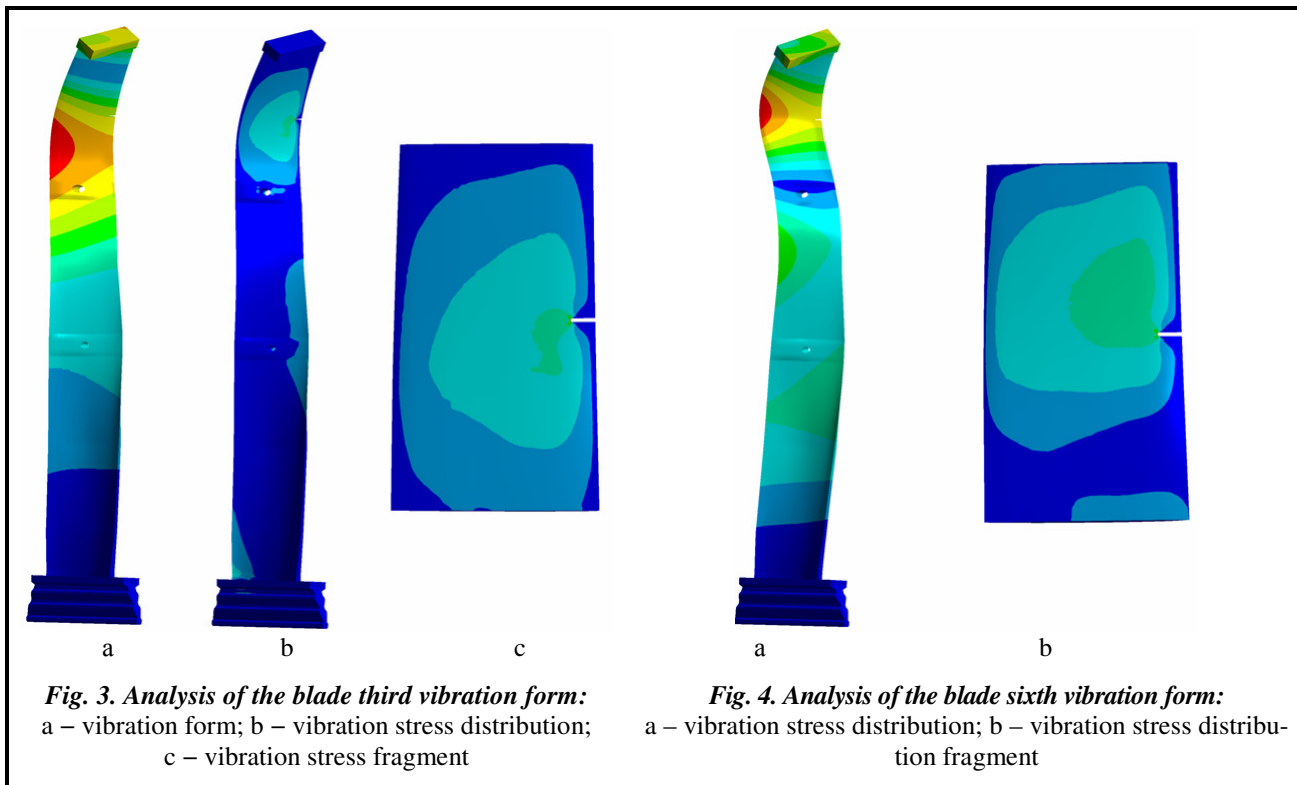 a
b
c
Fig. 3. Analysis of the blade third vibration form:
a – vibration form; b – vibration stress distribution;
c – vibration stress fragment
a
b
Fig. 4. Analysis of the blade sixth vibration form:
a – vibration stress distribution; b – vibration stress distribu-
tion fragment